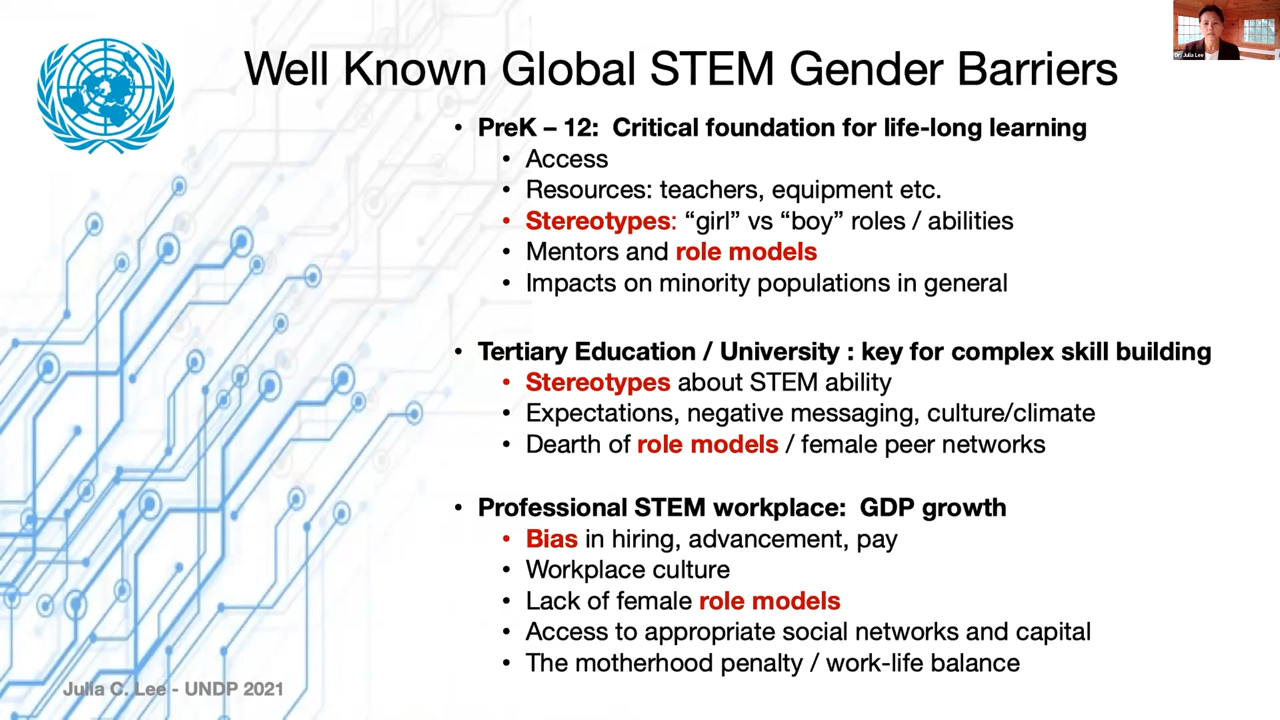 Well Known Global STEM Gender Barriers
Dr. Julia Lee
• PreK – 12: Critical foundation for life-long learning
• Access
• Resources: teachers, equipment etc.
• Stereotypes: “girl” vs “boy” roles / abilities
• Mentors and role models
• Impacts on minority populations in general
• Tertiary Education / University : key for complex skill building
• Stereotypes about STEM ability
• Expectations, negative messaging, culture/climate
• Dearth of role models / female peer networks
• Professional STEM workplace: GDP growth
• Bias in hiring, advancement, pay
• Workplace culture
• Lack of female role models
• Access to appropriate social networks and capital
• The motherhood penalty / work-life balance
Julia C. Lee - UNDP 2021